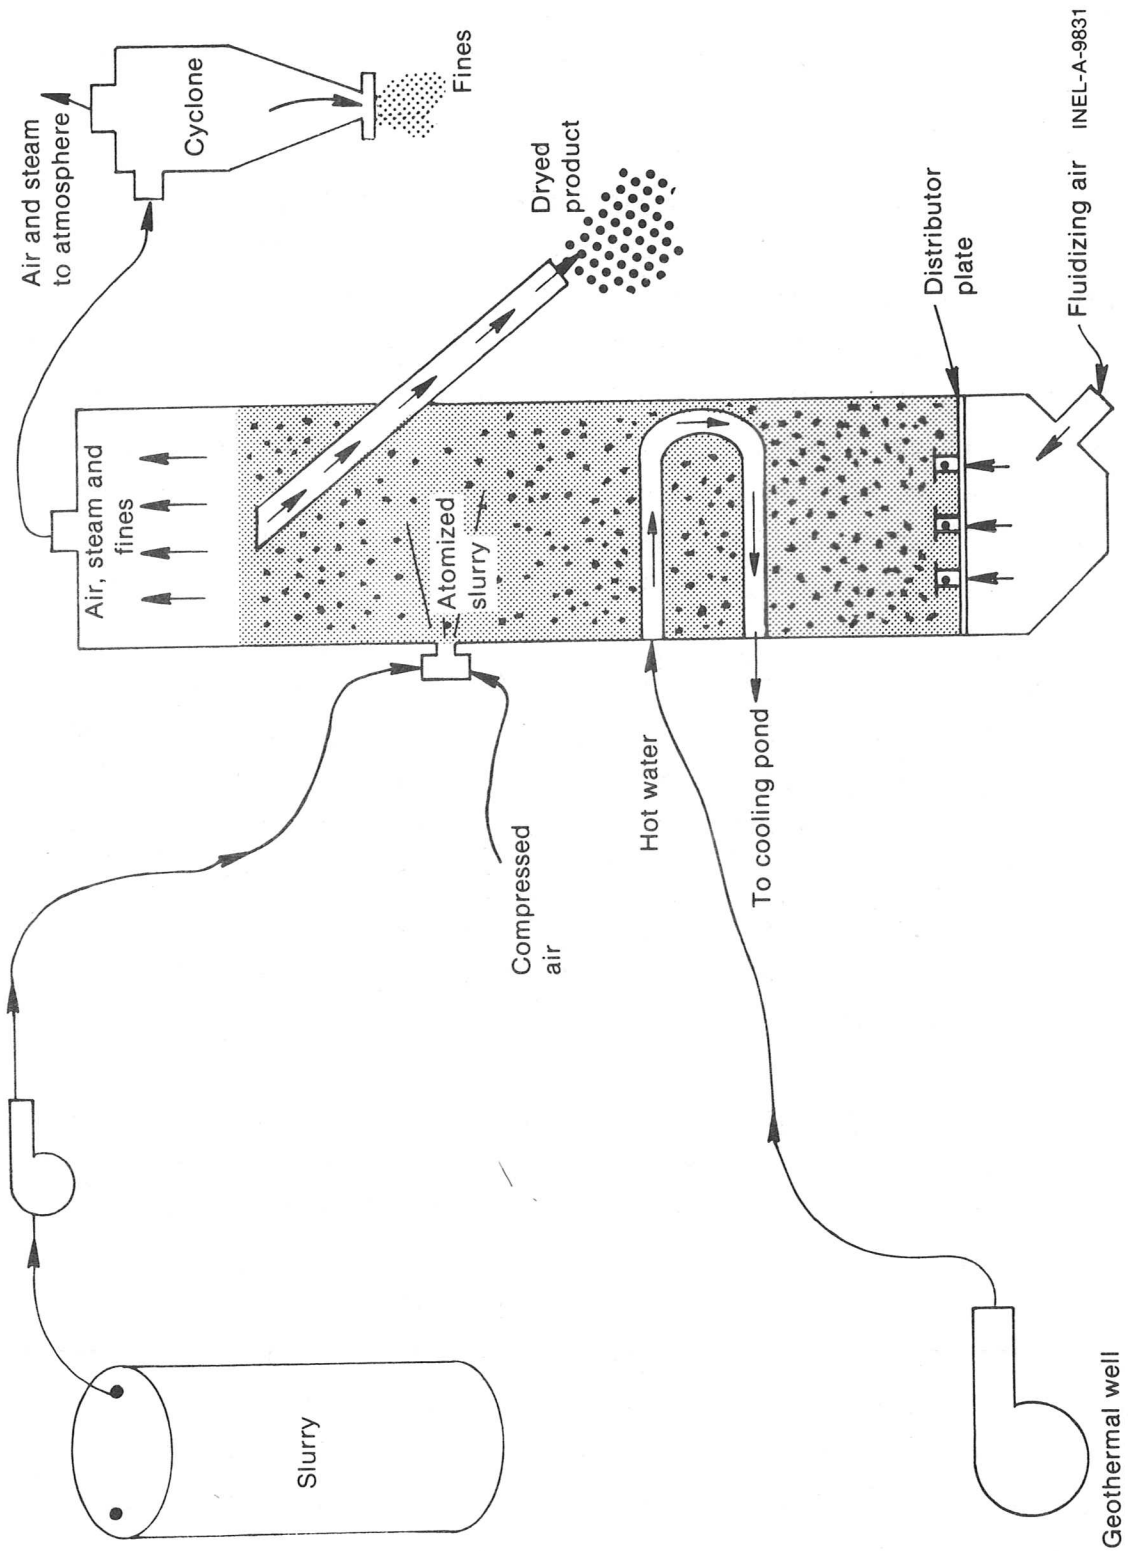 Air and steam
to atmosphere
Cyclone
Fines
Air, steam and
fines
Dryed
product
Atomized
slurry
Compressed
air
Slurry
Hot water
To cooling pond
Distributor
plate
Fluidizing air
Geothermal well
INEL-A-9831